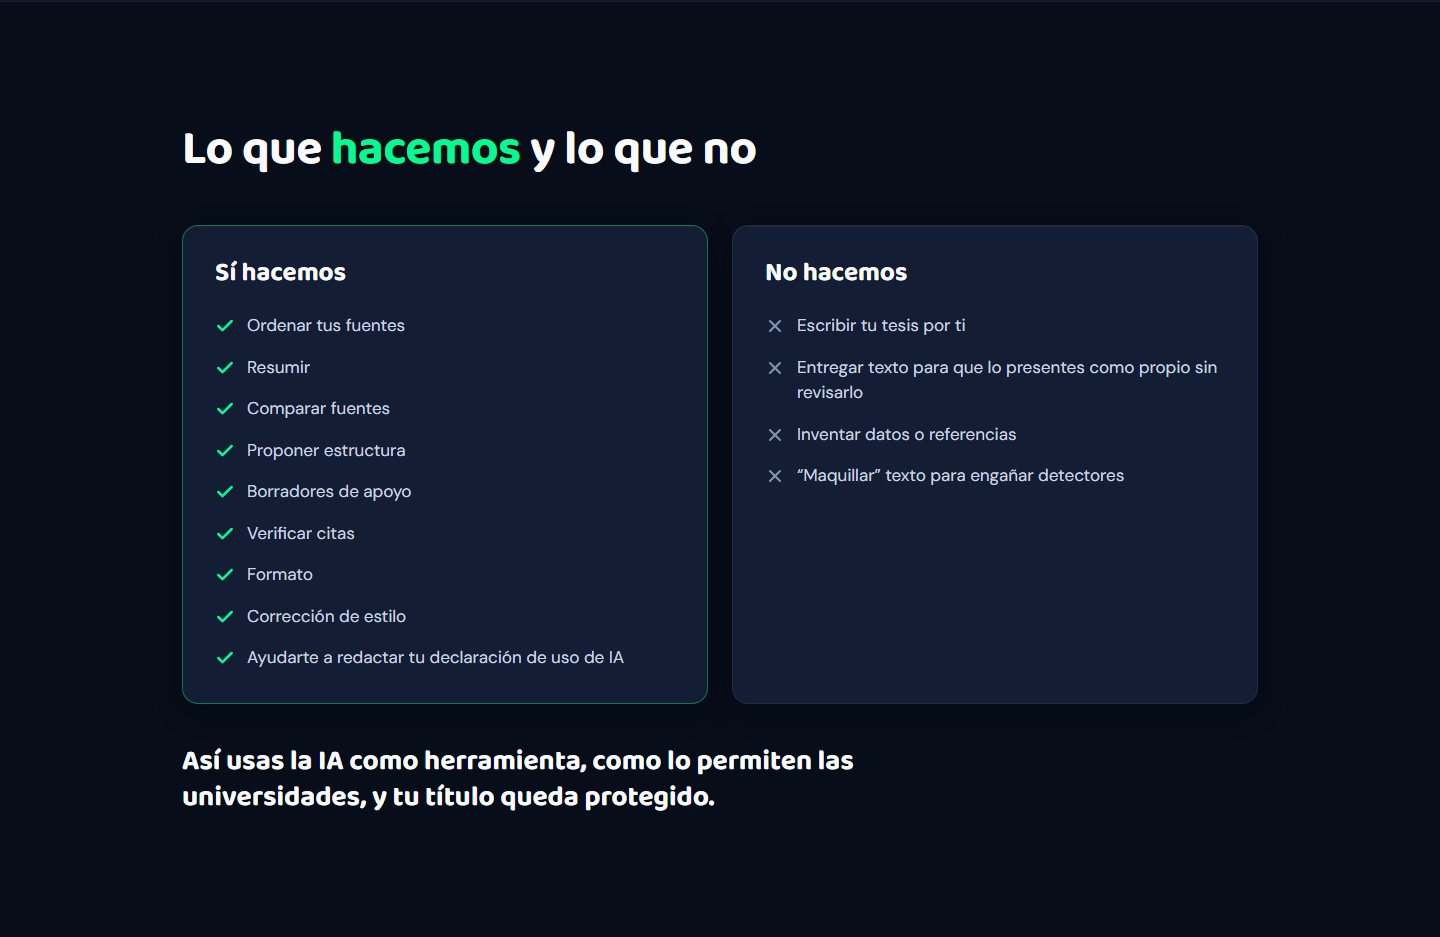 Lo que hacemos y lo que no
Sí hacemos
Ordenar tus fuentes
Resumir
Comparar fuentes
Proponer estructura
Borradores de apoyo
Verificar citas
Formato
Corrección de estilo
Ayudarte a redactar tu declaración de uso de IA
No hacemos
Escribir tu tesis por ti
Entregar texto para que lo presentes como propio sin
revisarlo
Inventar datos o referencias
“Maquillar” texto para engañar detectores
Así usas la IA como herramienta, como lo permiten las
universidades, y tu título queda protegido.